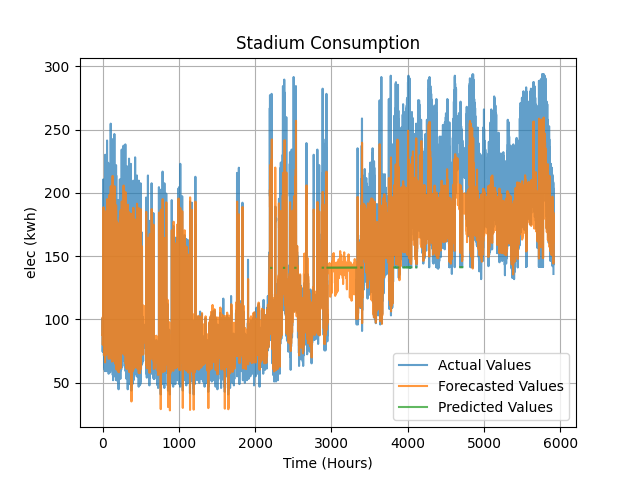 Stadium Consumption
300
250
200
150
100
50
elec (kwh)
0 1000 2000 3000 4000 5000 6000
Time (Hours)
Actual Values
Forecasted Values
Predicted Values